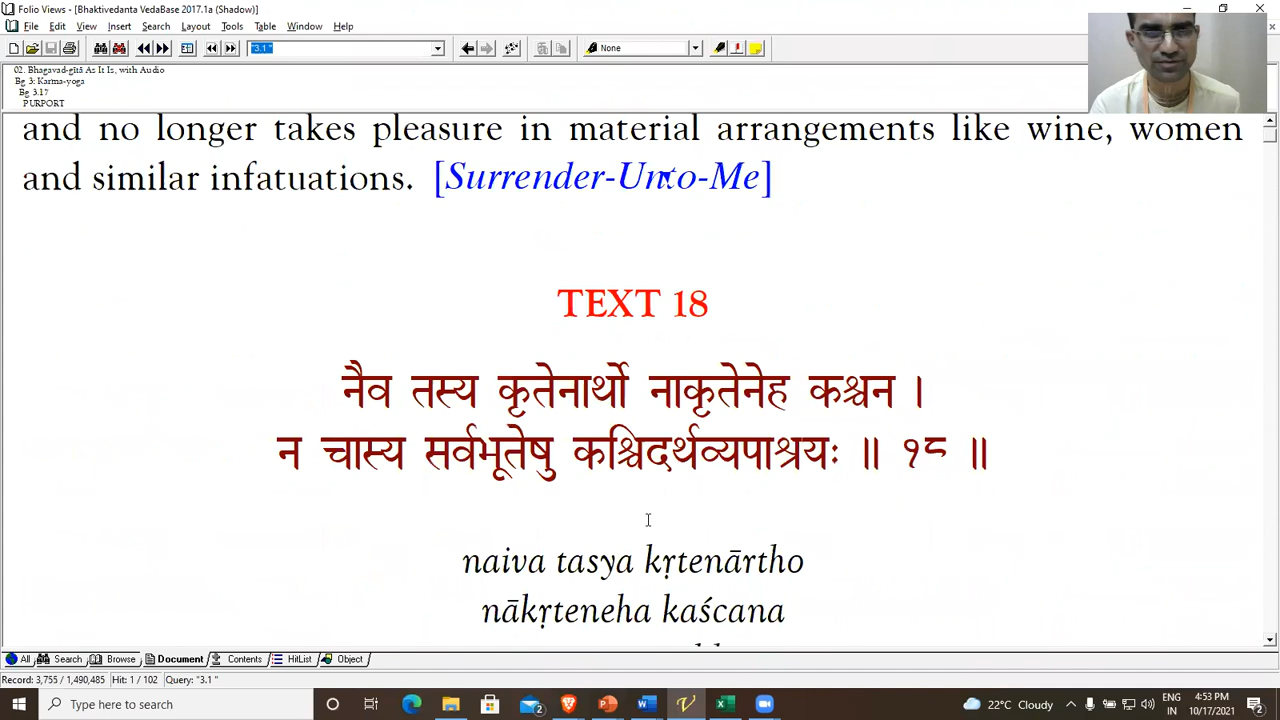 Folio Views - [Bhaktivedanta VedaBase 2017.1a (Shadow)]
File Edit View Insert Search Layout Tools Table Window Help
"3.1 "
None
02. Bhagavad-gītā As It Is, with Audio
Bg 3: Karma-yoga
Bg 3.17
PURPORT
and no longer takes pleasure in material arrangements like wine, women
and similar infatuations. [Surrender-Unto-Me]
TEXT 18
नैव तस्य कृतेनार्थो नाकृतेनेह कश्चन ।
न चास्य सर्वभूतेषु कश्चिदर्थव्यपाश्रयः ॥ १८ ॥
naiva tasya kṛtenārtho
nākṛteneha kaścana
All Search Browse Document Contents HitList Object
Record: 3,755 / 1,490,485 Hit: 1 / 102 Query: "3.1 "
Type here to search
2
22°C Cloudy
ENG
IN
4:53 PM
10/17/2021
2